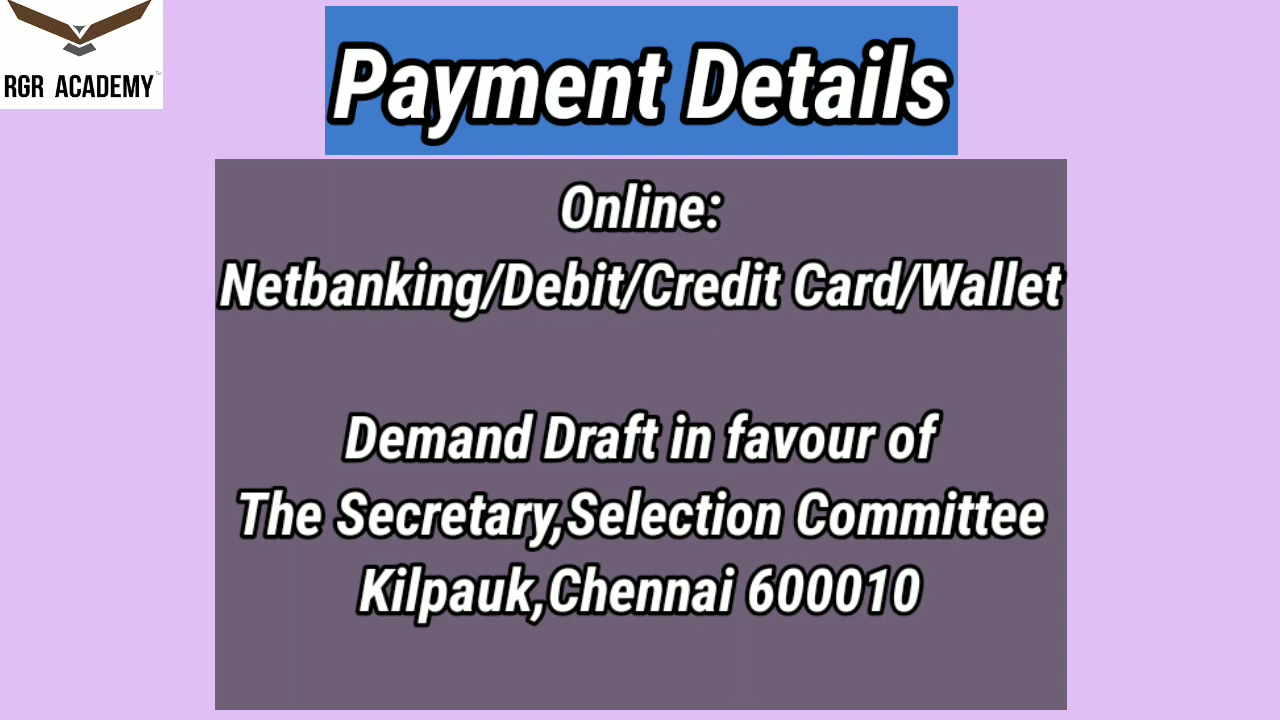 RGR ACADEMY
Payment Details
Online:
Netbanking/Debit/Credit Card/Wallet
Demand Draft in favour of
The Secretary,Selection Committee
Kilpauk,Chennai 600010